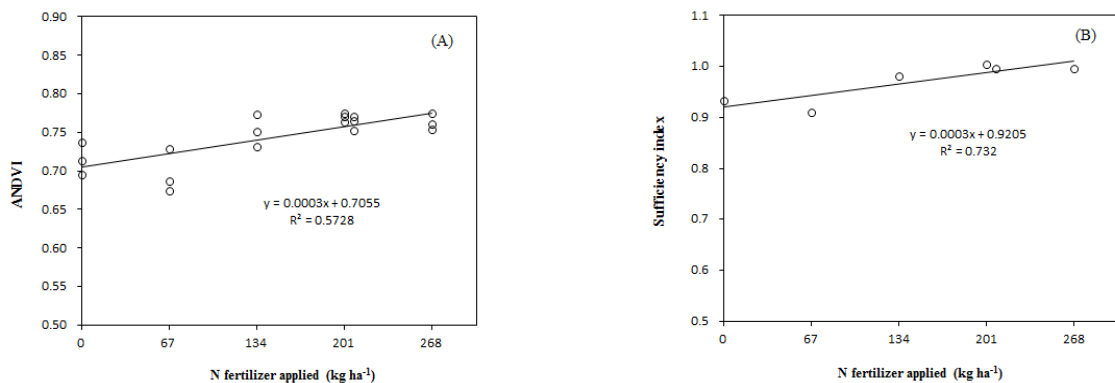 (A)
0.90
0.85
0.80
0.75
0.70
0.65
0.60
0.55
0.50
ANDVI
y = 0.0003x + 0.7055
R² = 0.5728
0 67 134 201 268
N fertilizer applied (kg ha⁻¹)
(B)
1.1
1.0
0.9
0.8
0.7
0.6
0.5
Sufficiency index
y = 0.0003x + 0.9205
R² = 0.732
0 67 134 201 268
N fertilizer applied (kg ha⁻¹)